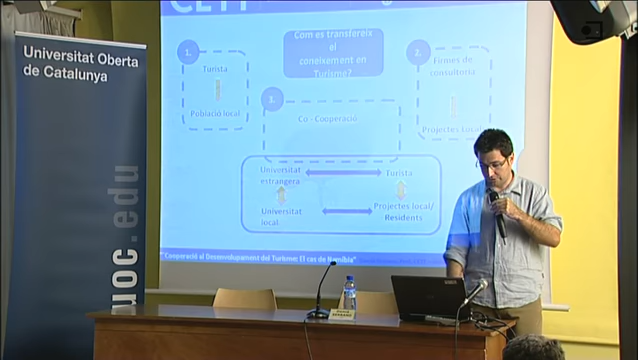 Universitat Oberta
de Catalunya
uoc.edu
Com es transfereix
el
coneixement en
Turisme?
1.
Turista
Població local
2.
Firmes de
consultoria
Projectes Local
3.
Co - Cooperació
Universitat
estrangera
Turista
Universitat
local
Projectes local/
Residents
"Cooperació al Desenvolupament del Turisme: El cas de Namíbia"